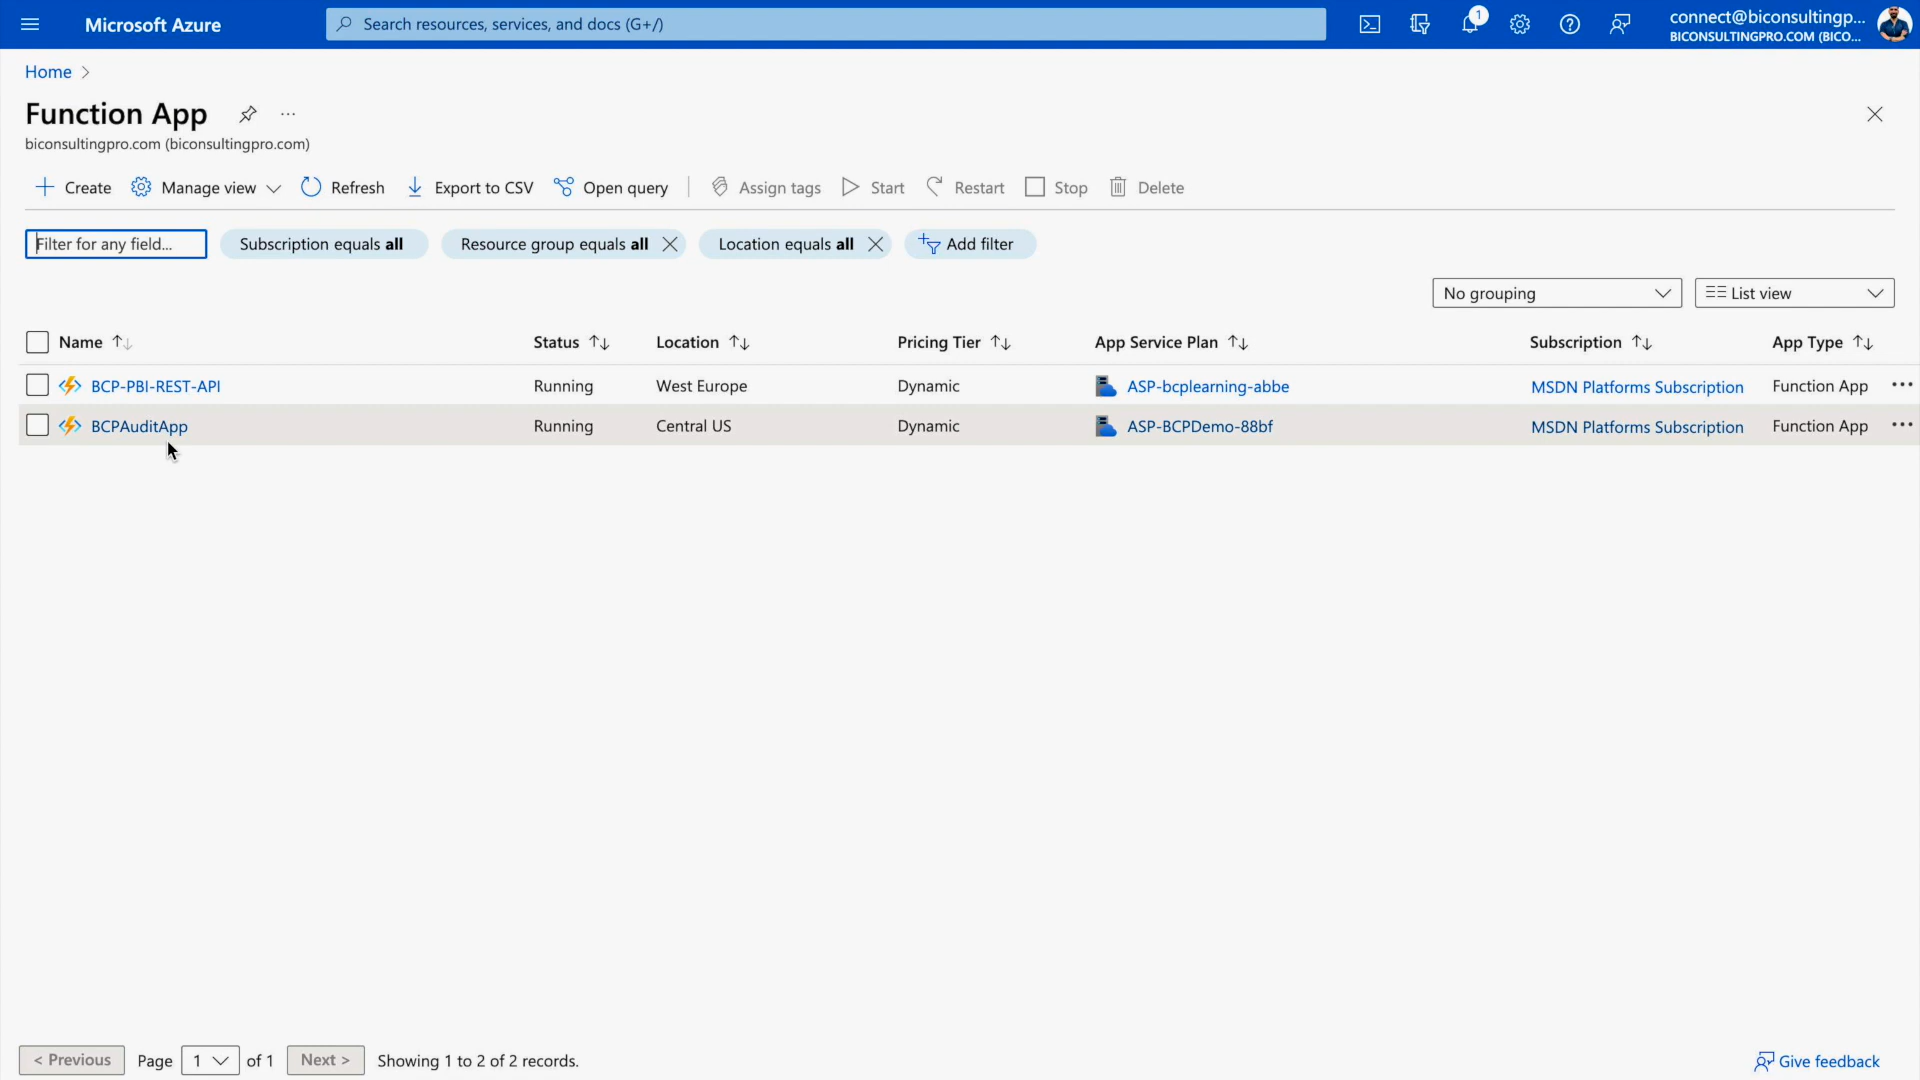 Microsoft Azure
Search resources, services, and docs (G+/)
1
connect@biconsultingp...
BICONSULTINGPRO.COM (BICO...
Home
Function App
biconsultingpro.com (biconsultingpro.com)
Create Manage view Refresh Export to CSV Open query Assign tags Start Restart Stop Delete
Filter for any field... Subscription equals all Resource group equals all Location equals all Add filter
No grouping List view
Name Status Location Pricing Tier App Service Plan Subscription App Type
BCP-PBI-REST-API Running West Europe Dynamic ASP-bcplearning-abbe MSDN Platforms Subscription Function App
BCPAuditApp Running Central US Dynamic ASP-BCPDemo-88bf MSDN Platforms Subscription Function App
< Previous Page 1 of 1 Next > Showing 1 to 2 of 2 records. Give feedback